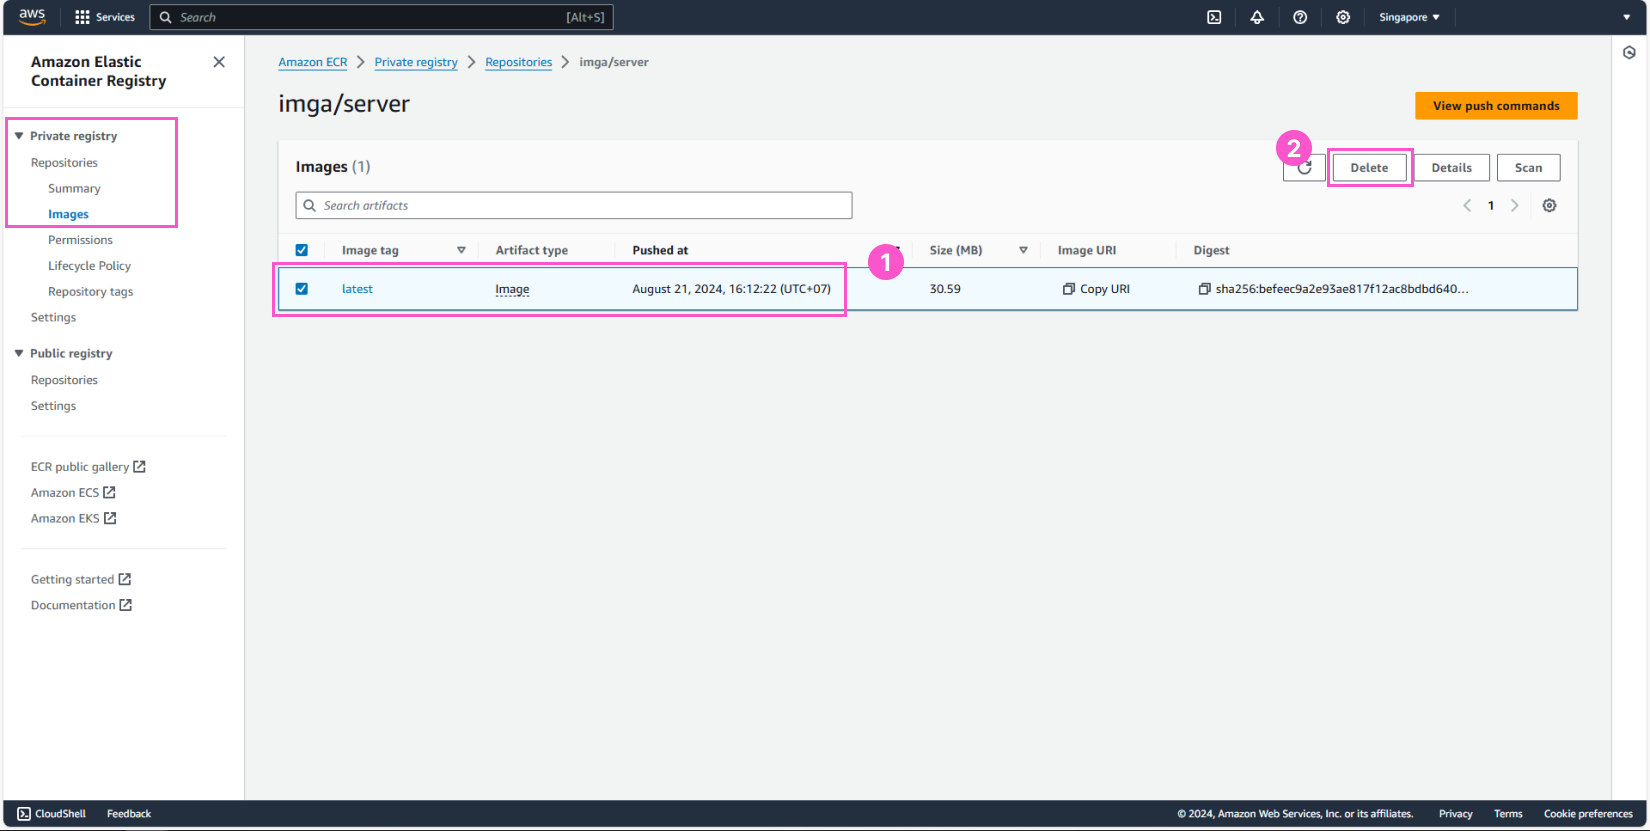 aws
Services
Search
[Alt+S]
Singapore
Amazon Elastic
Container Registry
Private registry
Repositories
Summary
Images
Permissions
Lifecycle Policy
Repository tags
Settings
Public registry
Repositories
Settings
ECR public gallery
Amazon ECS
Amazon EKS
Getting started
Documentation
Amazon ECR
Private registry
Repositories
imga/server
imga/server
View push commands
Images (1)
2
Delete
Details
Scan
Search artifacts
1
Image tag
Artifact type
Pushed at
1
Size (MB)
Image URI
Digest
latest
Image
August 21, 2024, 16:12:22 (UTC+07)
30.59
Copy URI
sha256:befeec9a2e93ae817f12ac8bdbd640...
CloudShell
Feedback
© 2024, Amazon Web Services, Inc. or its affiliates.
Privacy
Terms
Cookie preferences